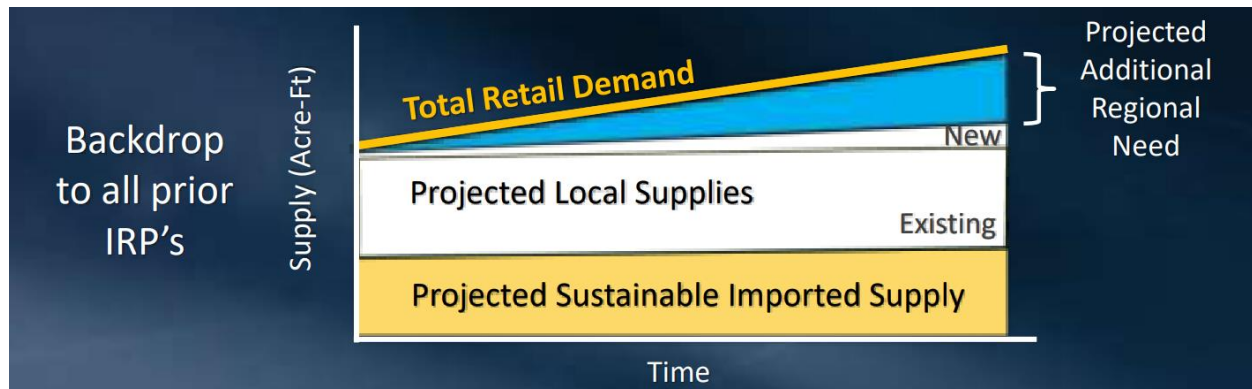 Backdrop
to all prior
IRP's
Supply (Acre-Ft)
Total Retail Demand
New
Projected Local Supplies
Existing
Projected Sustainable Imported Supply
Time
Projected
Additional
Regional
Need